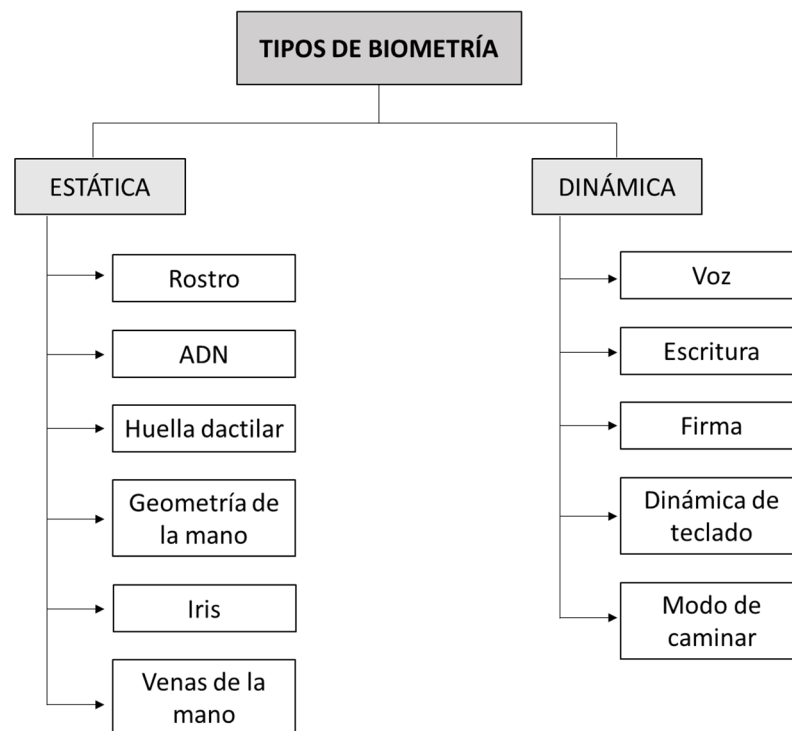 TIPOS DE BIOMETRÍA
ESTÁTICA
Rostro
ADN
Huella dactilar
Geometría de
la mano
Iris
Venas de la
mano
DINÁMICA
Voz
Escritura
Firma
Dinámica de
teclado
Modo de
caminar